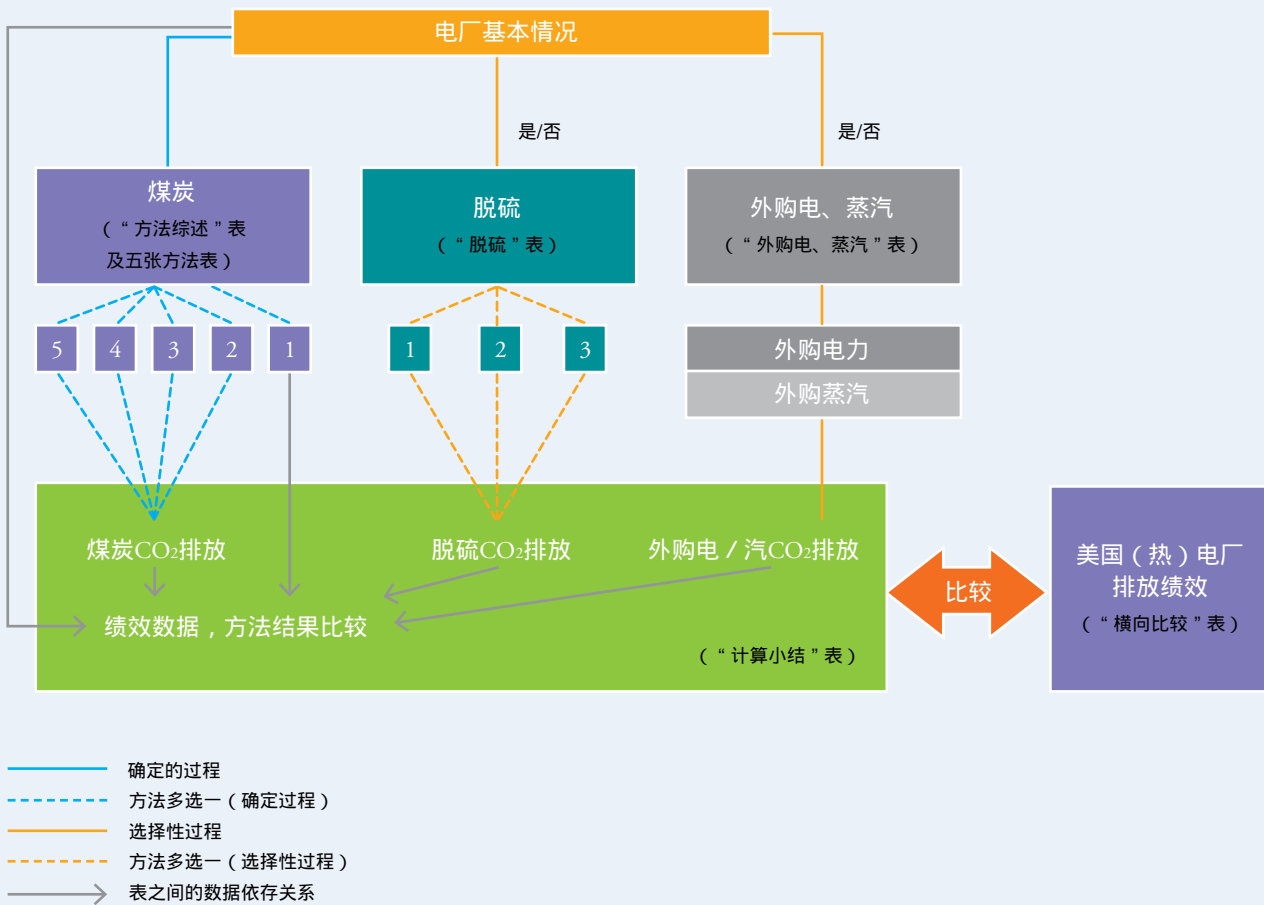 电厂基本情况
是/否
是/否
煤炭
（“方法综述”表
及五张方法表）
脱硫
（“脱硫”表）
外购电、蒸汽
（“外购电、蒸汽”表）
5
4
3
2
1
1
2
3
外购电力
外购蒸汽
煤炭CO₂排放
脱硫CO₂排放
外购电/汽CO₂排放
绩效数据，方法结果比较
（“计算小结”表）
比较
美国（热）电厂
排放绩效
（“横向比较”表）
确定的过程
方法多选一（确定过程）
选择性过程
方法多选一（选择性过程）
表之间的数据依存关系